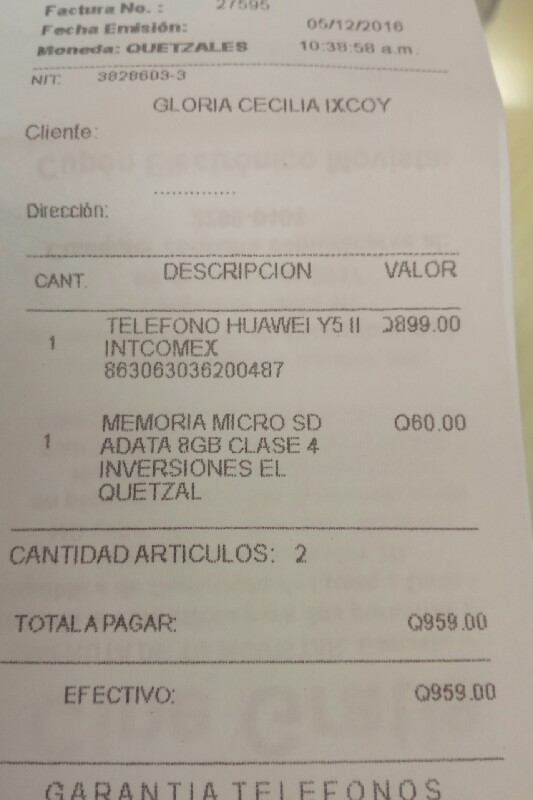 Factura No. : 27595
Fecha Emisión: 05/12/2016
Moneda: QUETZALES 10:38:58 a.m.
NIT: 3828603-3
GLORIA CECILIA IXCOY
Cliente:
.............
Dirección:
CANT. DESCRIPCION VALOR
1 TELEFONO HUAWEI Y5 II Q899.00
INTCOMEX
863063036200487
1 MEMORIA MICRO SD Q60.00
ADATA 8GB CLASE 4
INVERSIONES EL
QUETZAL
CANTIDAD ARTICULOS: 2
TOTAL A PAGAR: Q959.00
EFECTIVO: Q959.00
GARANTIA TELEFONOS